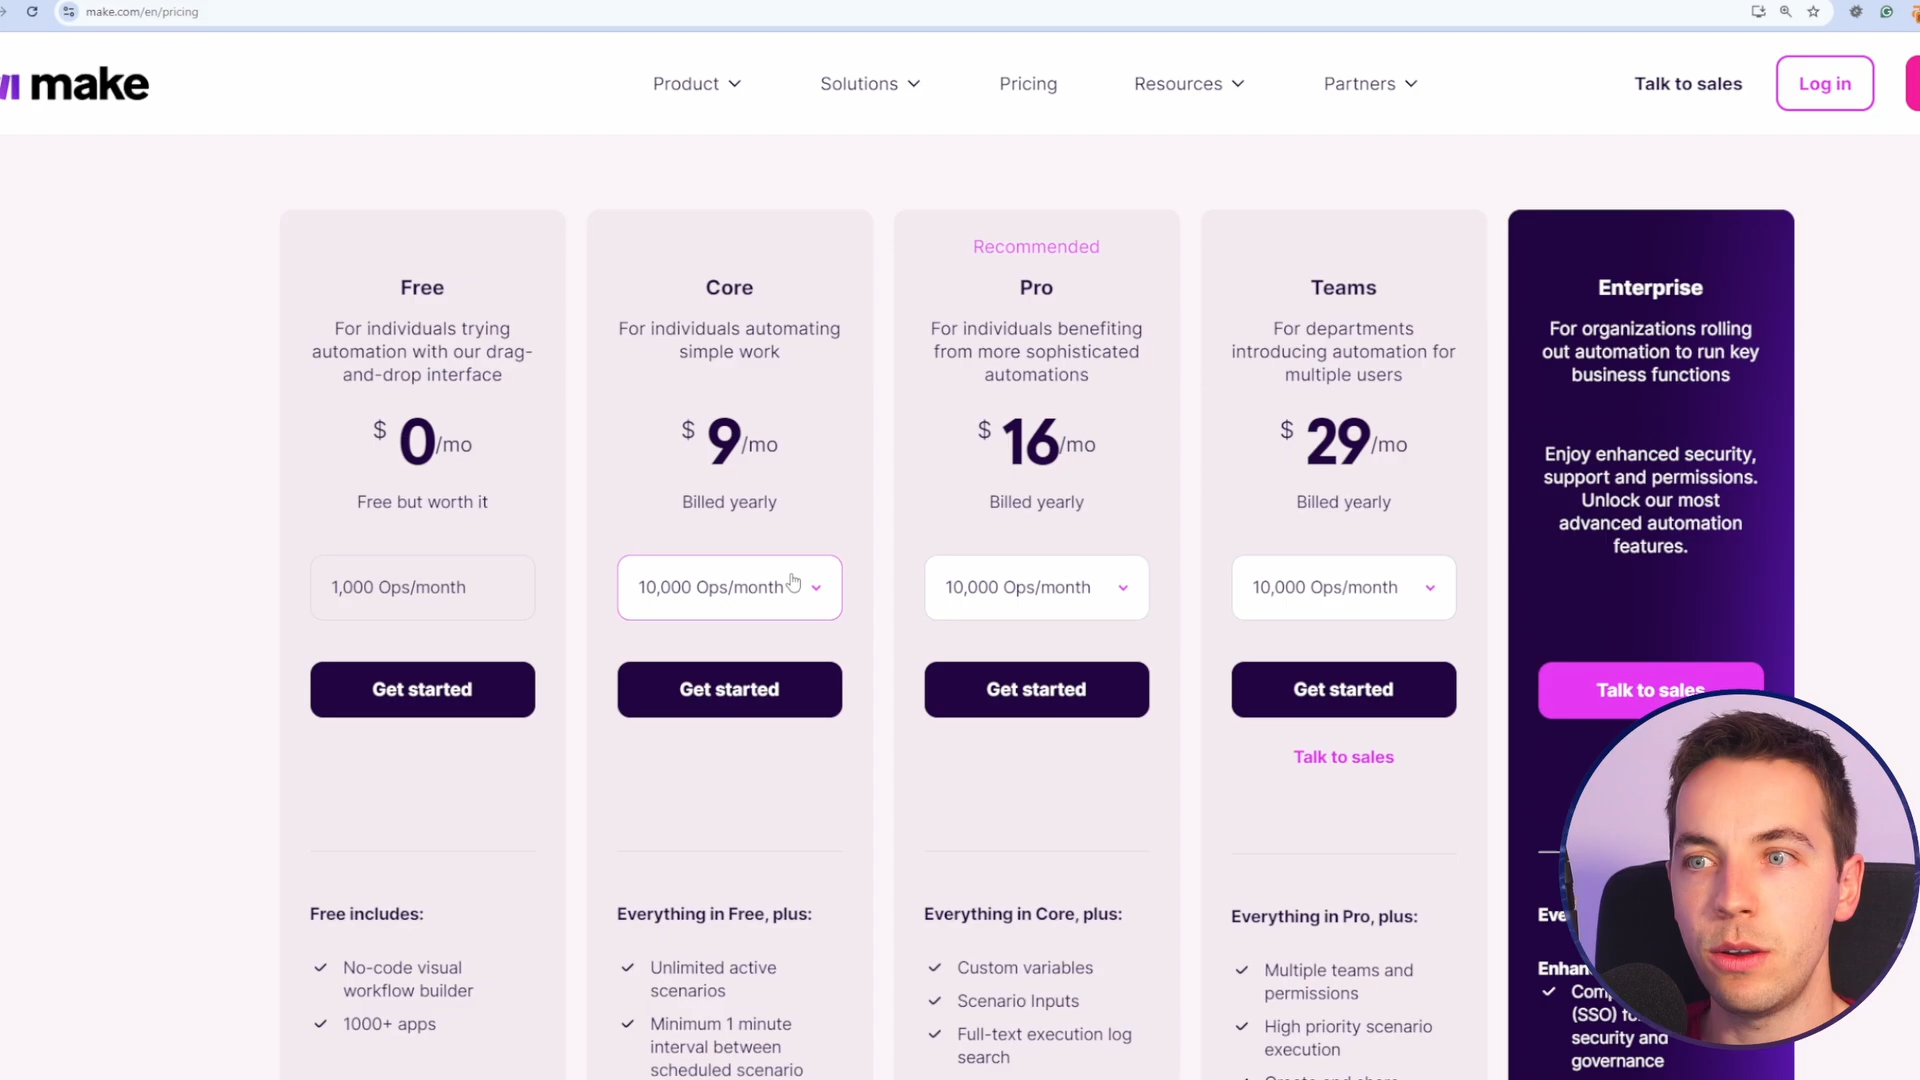 make.com/en/pricing
make
Product
Solutions
Pricing
Resources
Partners
Talk to sales
Log in
Free
For individuals trying
automation with our drag-
and-drop interface
$ 0/mo
Free but worth it
1,000 Ops/month
Get started
Free includes:
No-code visual
workflow builder
1000+ apps
Core
For individuals automating
simple work
$ 9/mo
Billed yearly
10,000 Ops/month
Get started
Everything in Free, plus:
Unlimited active
scenarios
Minimum 1 minute
interval between
scheduled scenario
Recommended
Pro
For individuals benefiting
from more sophisticated
automations
$ 16/mo
Billed yearly
10,000 Ops/month
Get started
Everything in Core, plus:
Custom variables
Scenario Inputs
Full-text execution log
search
Teams
For departments
introducing automation for
multiple users
$ 29/mo
Billed yearly
10,000 Ops/month
Get started
Talk to sales
Everything in Pro, plus:
Multiple teams and
permissions
High priority scenario
execution
Enterprise
For organizations rolling
out automation to run key
business functions
Enjoy enhanced security,
support and permissions.
Unlock our most
advanced automation
features.
Talk to sales
(SSO)
security and
governance